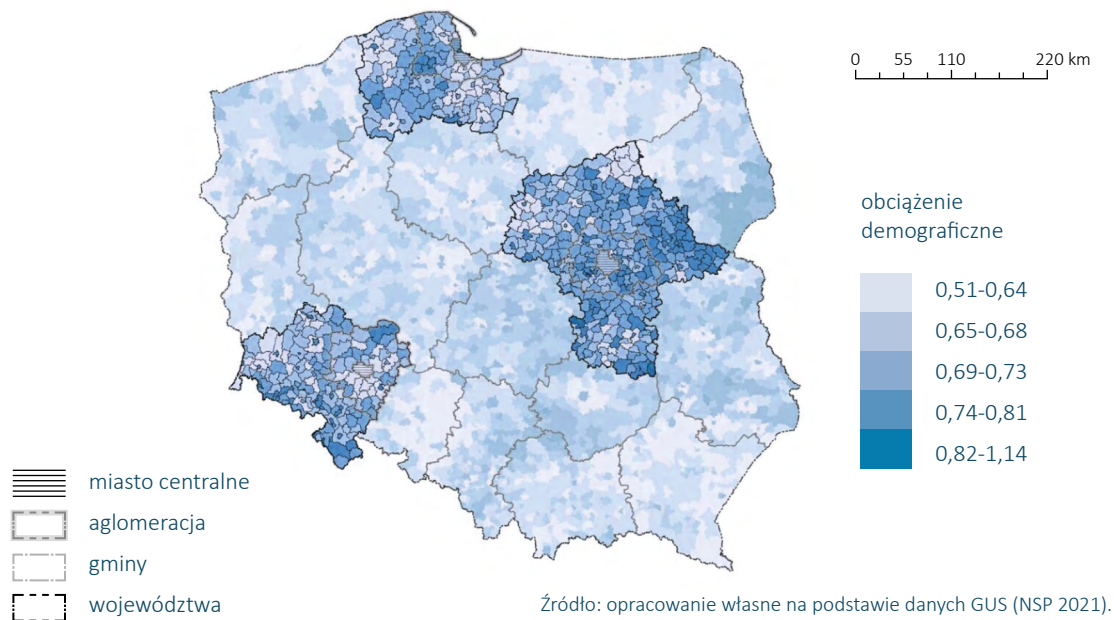 0 55 110 220 km
obciążenie
demograficzne
0,51-0,64
0,65-0,68
0,69-0,73
0,74-0,81
0,82-1,14
miasto centralne
aglomeracja
gminy
województwa
Źródło: opracowanie własne na podstawie danych GUS (NSP 2021).